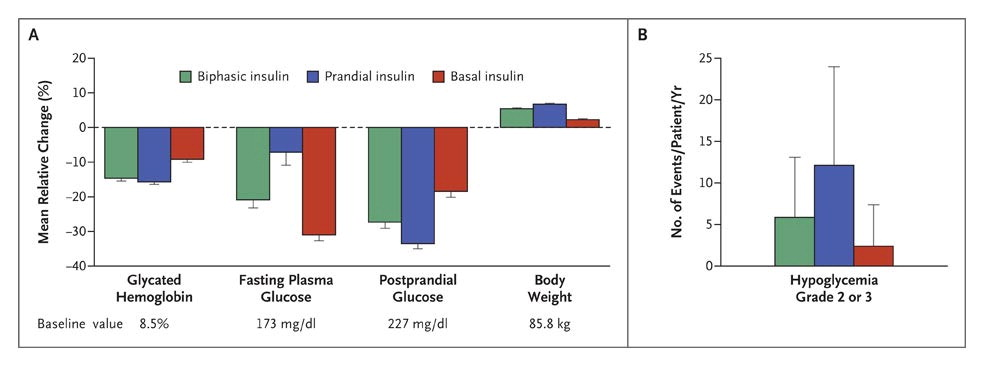 A
Mean Relative Change (%)
20
10
0
−10
−20
−30
−40
Biphasic insulin
Prandial insulin
Basal insulin
Glycated
Hemoglobin
Fasting Plasma
Glucose
Postprandial
Glucose
Body
Weight
Baseline value 8.5% 173 mg/dl 227 mg/dl 85.8 kg
B
No. of Events/Patient/Yr
25
20
15
10
5
0
Hypoglycemia
Grade 2 or 3